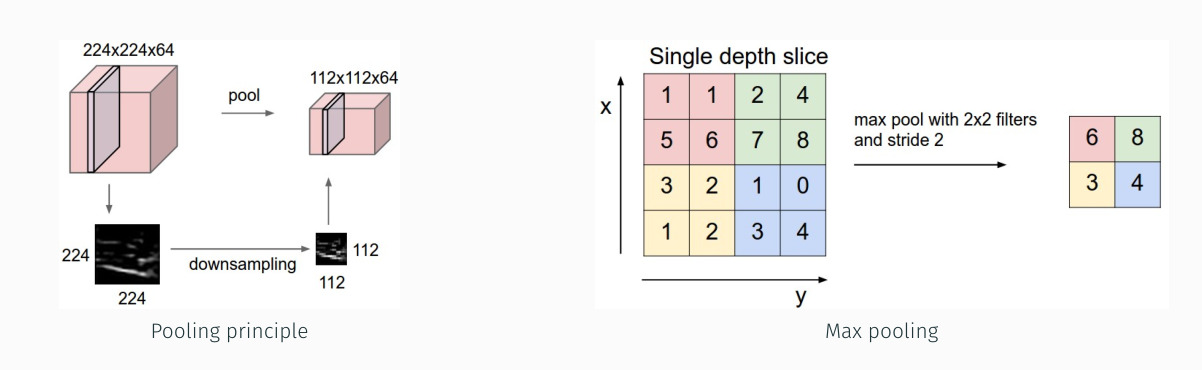 224x224x64
pool
112x112x64
224
downsampling
112
224
112
Pooling principle
Single depth slice
x
1 1 2 4
5 6 7 8
3 2 1 0
1 2 3 4
y
max pool with 2x2 filters
and stride 2
6 8
3 4
Max pooling